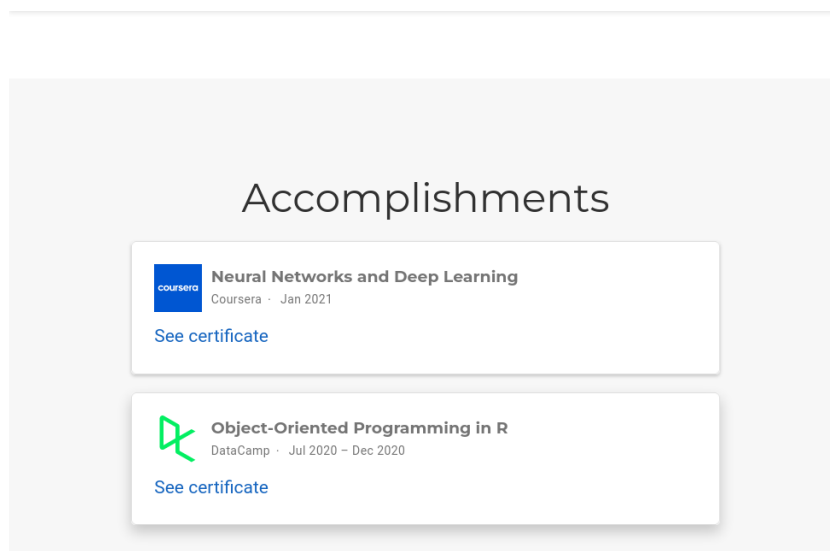 Accomplishments
coursera
Neural Networks and Deep Learning
Coursera · Jan 2021
See certificate
Object-Oriented Programming in R
DataCamp · Jul 2020 – Dec 2020
See certificate